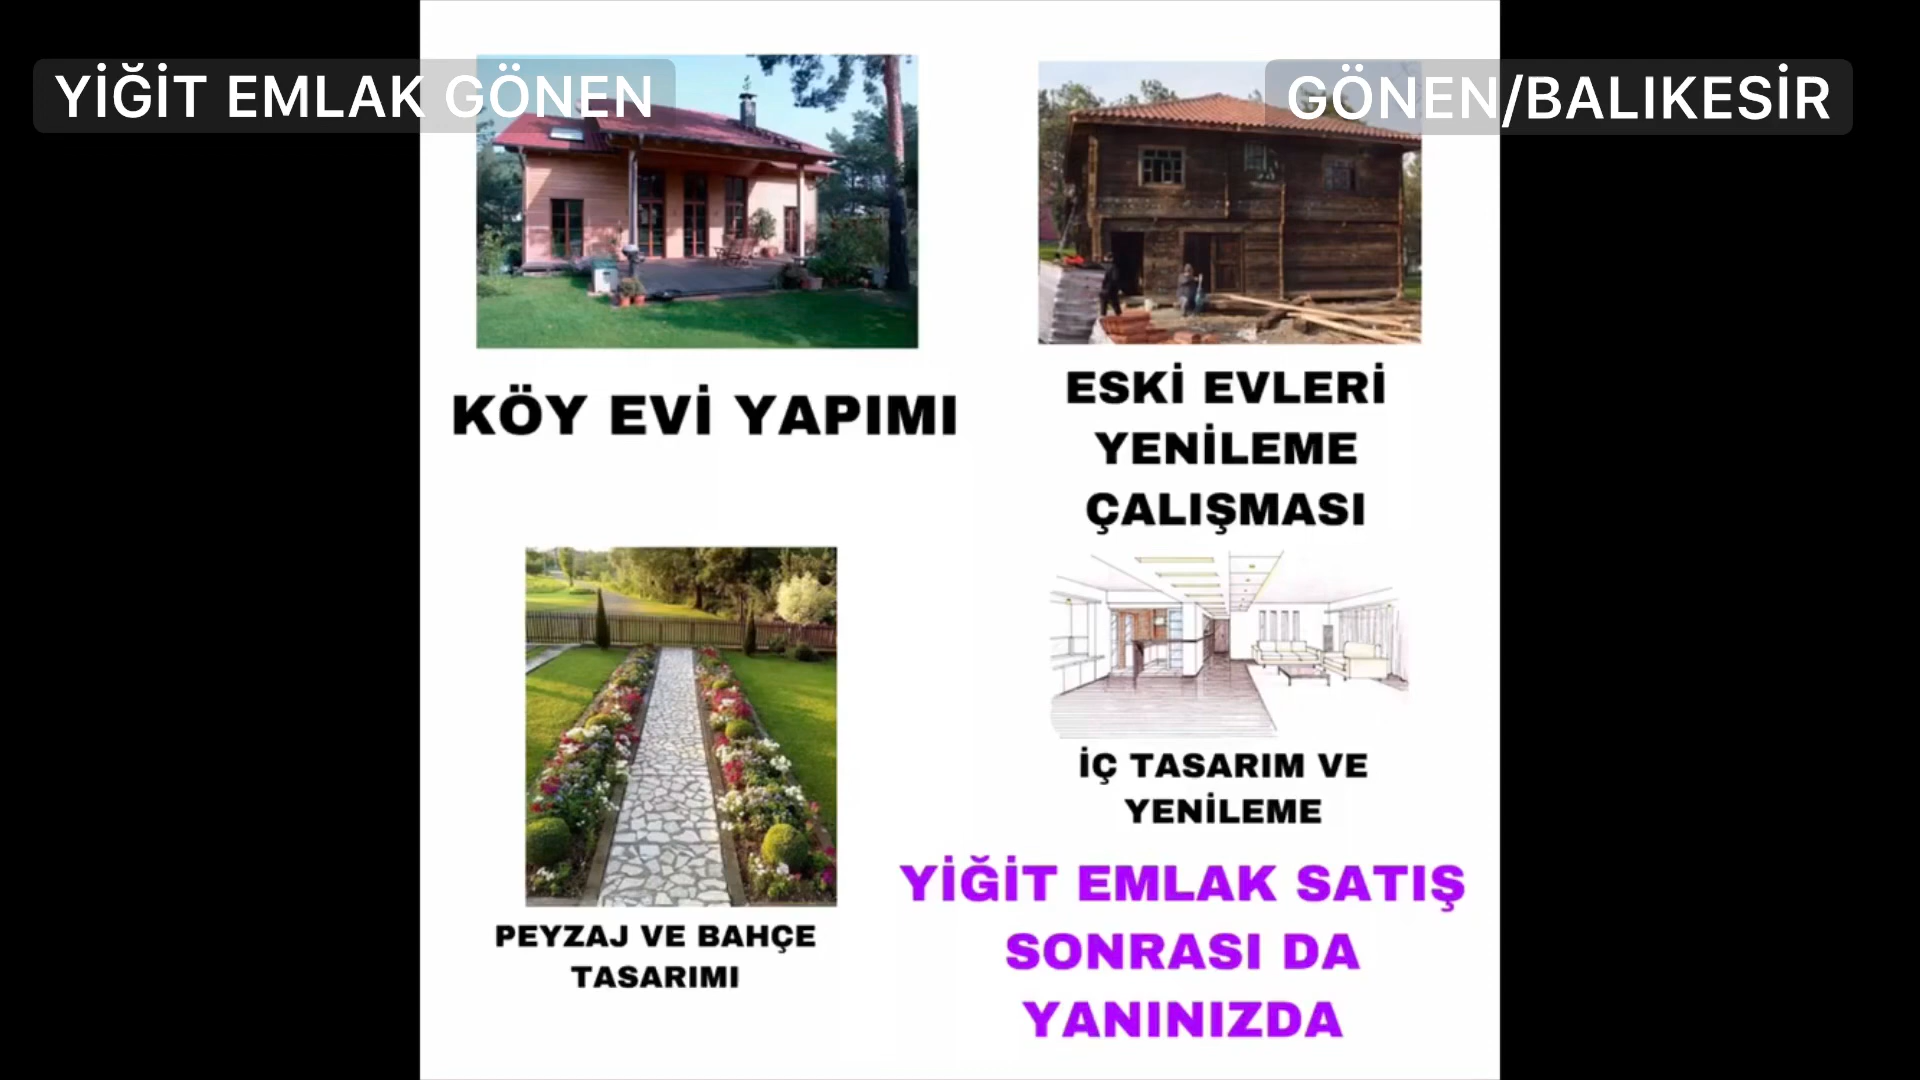 YİĞİT EMLAK GÖNEN
GÖNEN/BALIKESİR
KÖY EVİ YAPIMI
ESKİ EVLERİ
YENİLEME
ÇALIŞMASI
PEYZAJ VE BAHÇE
TASARIMI
İÇ TASARIM VE
YENİLEME
YİĞİT EMLAK SATIŞ
SONRASI DA
YANINIZDA